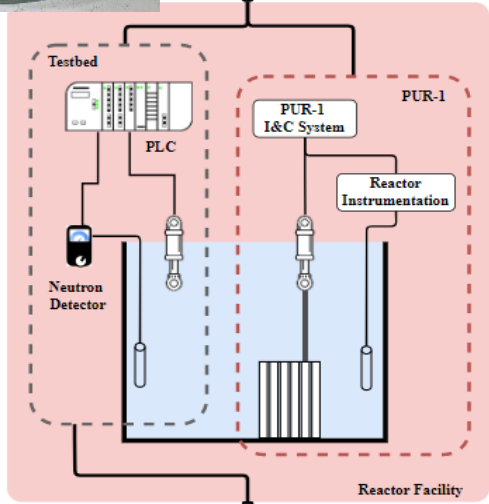 Testbed
PUR-1
PUR-1
I&C System
PLC
Reactor
Instrumentation
Neutron
Detector
Reactor Facility